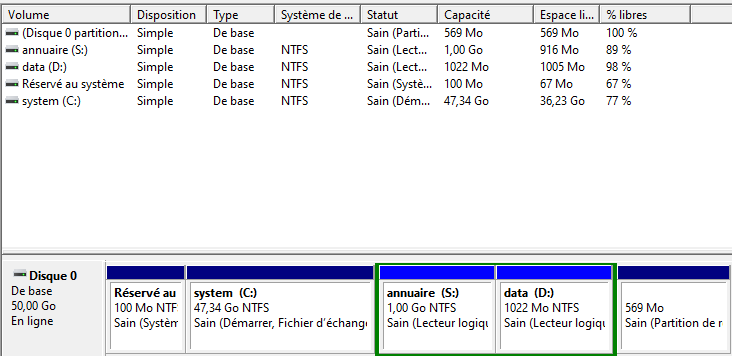 Volume Disposition Type Système de ... Statut Capacité Espace li... % libres
(Disque 0 partition... Simple De base Sain (Parti... 569 Mo 569 Mo 100 %
annuaire (S:) Simple De base NTFS Sain (Lect... 1,00 Go 916 Mo 89 %
data (D:) Simple De base NTFS Sain (Lect... 1022 Mo 1005 Mo 98 %
Réservé au système Simple De base NTFS Sain (Systè... 100 Mo 67 Mo 67 %
system (C:) Simple De base NTFS Sain (Dém... 47,34 Go 36,23 Go 77 %
Disque 0
De base
50,00 Go
En ligne
Réservé au
100 Mo NTF
Sain (Systèm
system (C:)
47,34 Go NTFS
Sain (Démarrer, Fichier d'échang
annuaire (S:)
1,00 Go NTFS
Sain (Lecteur logiqu
data (D:)
1022 Mo NTFS
Sain (Lecteur logiqu
569 Mo
Sain (Partition de r